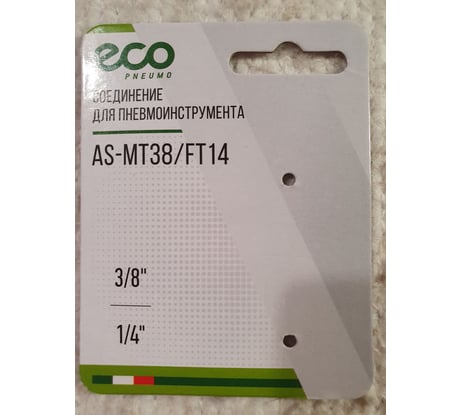 eco
PNEUMO
СОЕДИНЕНИЕ
ДЛЯ ПНЕВМОИНСТРУМЕНТА
AS-MT38/FT14
3/8"
1/4"